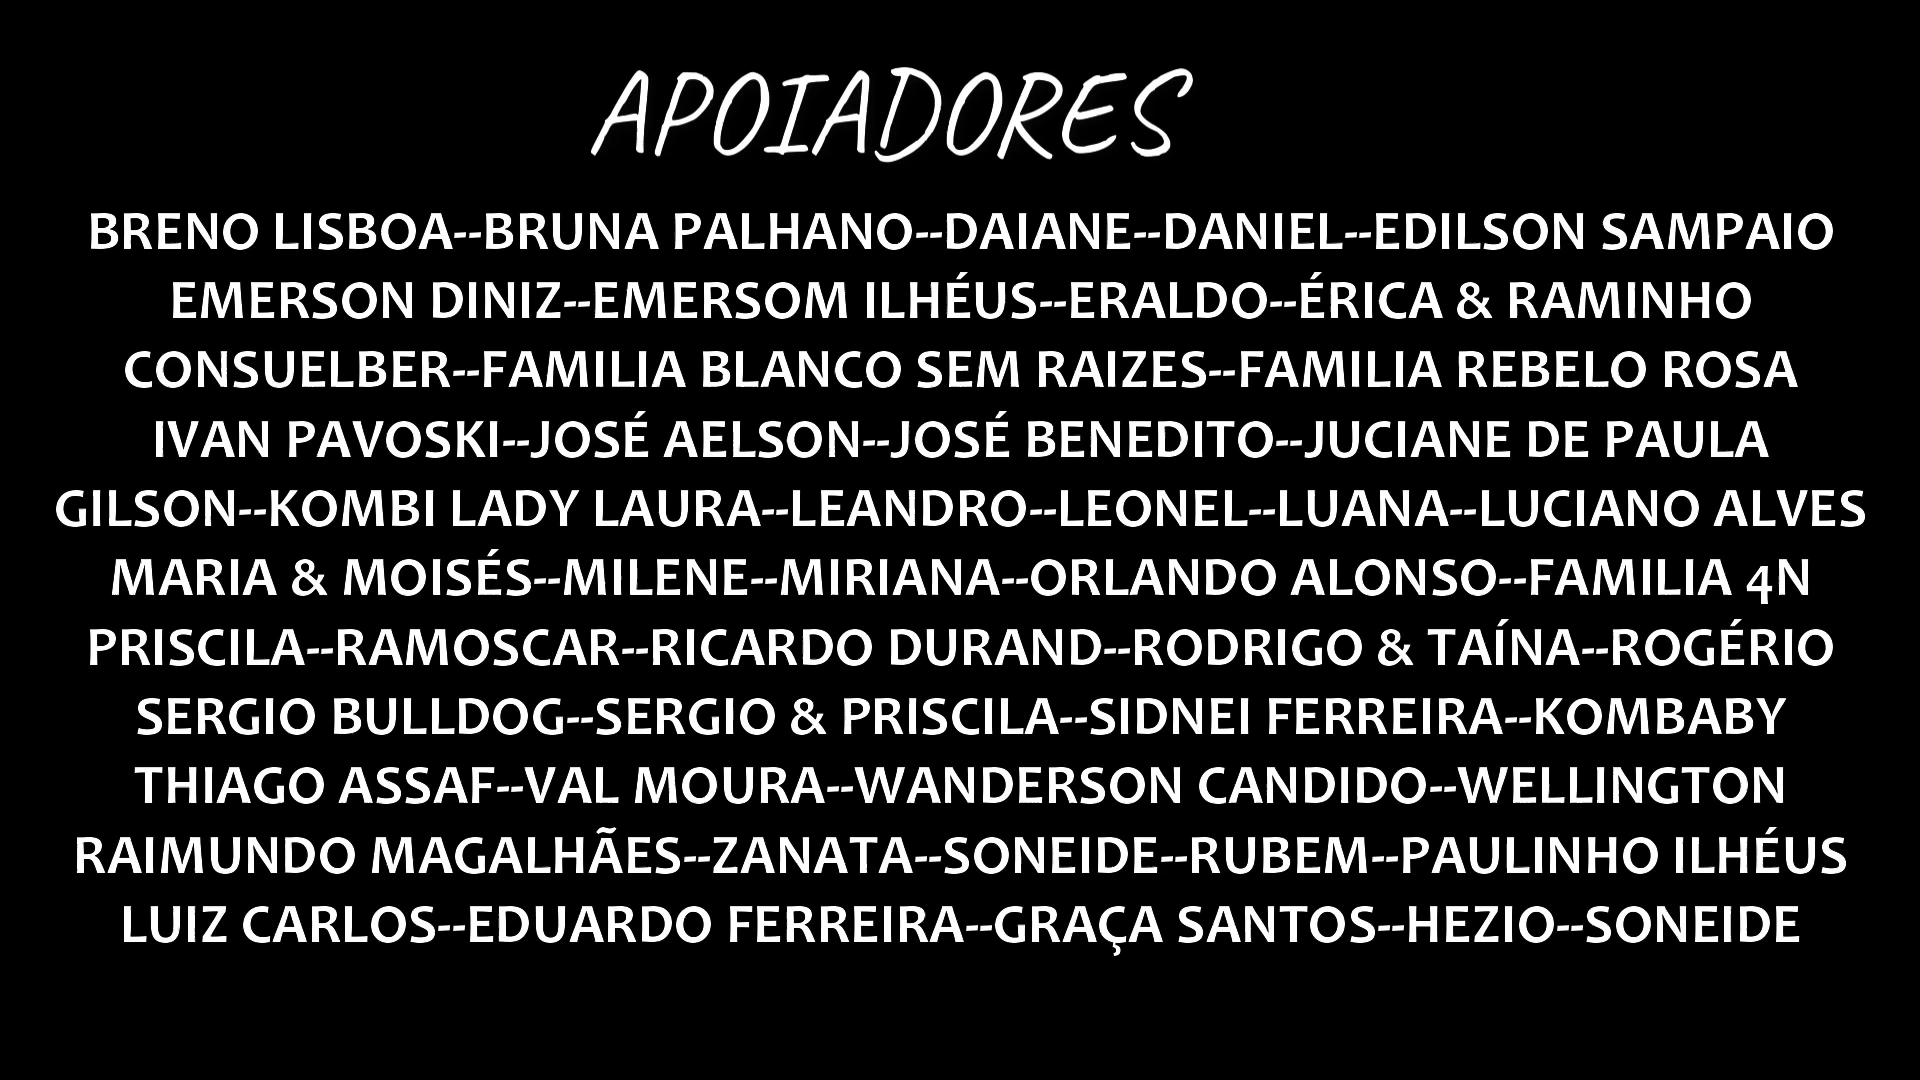 APOIADORES
BRENO LISBOA--BRUNA PALHANO--DAIANE--DANIEL--EDILSON SAMPAIO
EMERSON DINIZ--EMERSOM ILHÉUS--ERALDO--ÉRICA & RAMINHO
CONSUELBER--FAMILIA BLANCO SEM RAIZES--FAMILIA REBELO ROSA
IVAN PAVOSKI--JOSÉ AELSON--JOSÉ BENEDITO--JUCIANE DE PAULA
GILSON--KOMBI LADY LAURA--LEANDRO--LEONEL--LUANA--LUCIANO ALVES
MARIA & MOISÉS--MILENE--MIRIANA--ORLANDO ALONSO--FAMILIA 4N
PRISCILA--RAMOSCAR--RICARDO DURAND--RODRIGO & TAÍNA--ROGÉRIO
SERGIO BULLDOG--SERGIO & PRISCILA--SIDNEI FERREIRA--KOMBABY
THIAGO ASSAF--VAL MOURA--WANDERSON CANDIDO--WELLINGTON
RAIMUNDO MAGALHÃES--ZANATA--SONEIDE--RUBEM--PAULINHO ILHÉUS
LUIZ CARLOS--EDUARDO FERREIRA--GRAÇA SANTOS--HEZIO--SONEIDE